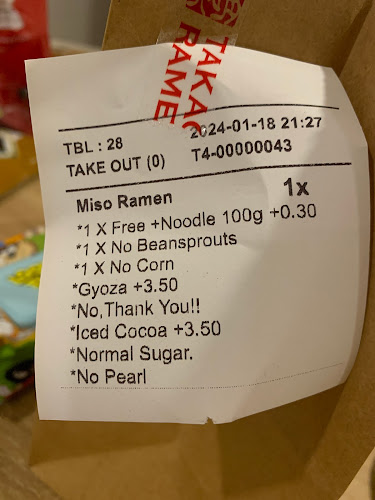 TAKAO
RAME
TBL : 28
2024-01-18 21:27
TAKE OUT (0)
T4-00000043
Miso Ramen 1x
*1 X Free +Noodle 100g +0.30
*1 X No Beansprouts
*1 X No Corn
*Gyoza +3.50
*No,Thank You!!
*Iced Cocoa +3.50
*Normal Sugar.
*No Pearl